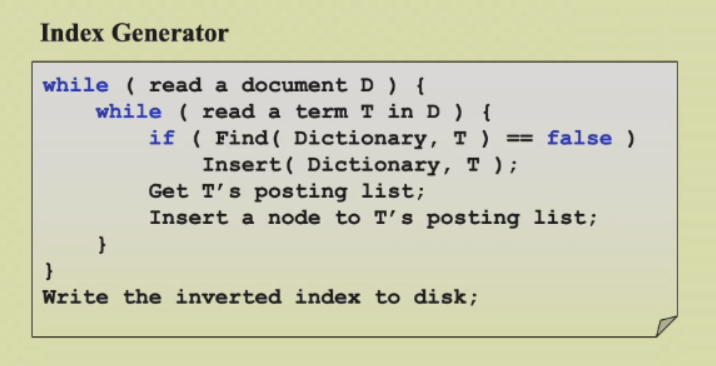 Index Generator
while ( read a document D ) {
    while ( read a term T in D ) {
        if ( Find( Dictionary, T ) == false )
            Insert( Dictionary, T );
        Get T’s posting list;
        Insert a node to T’s posting list;
    }
}
Write the inverted index to disk;